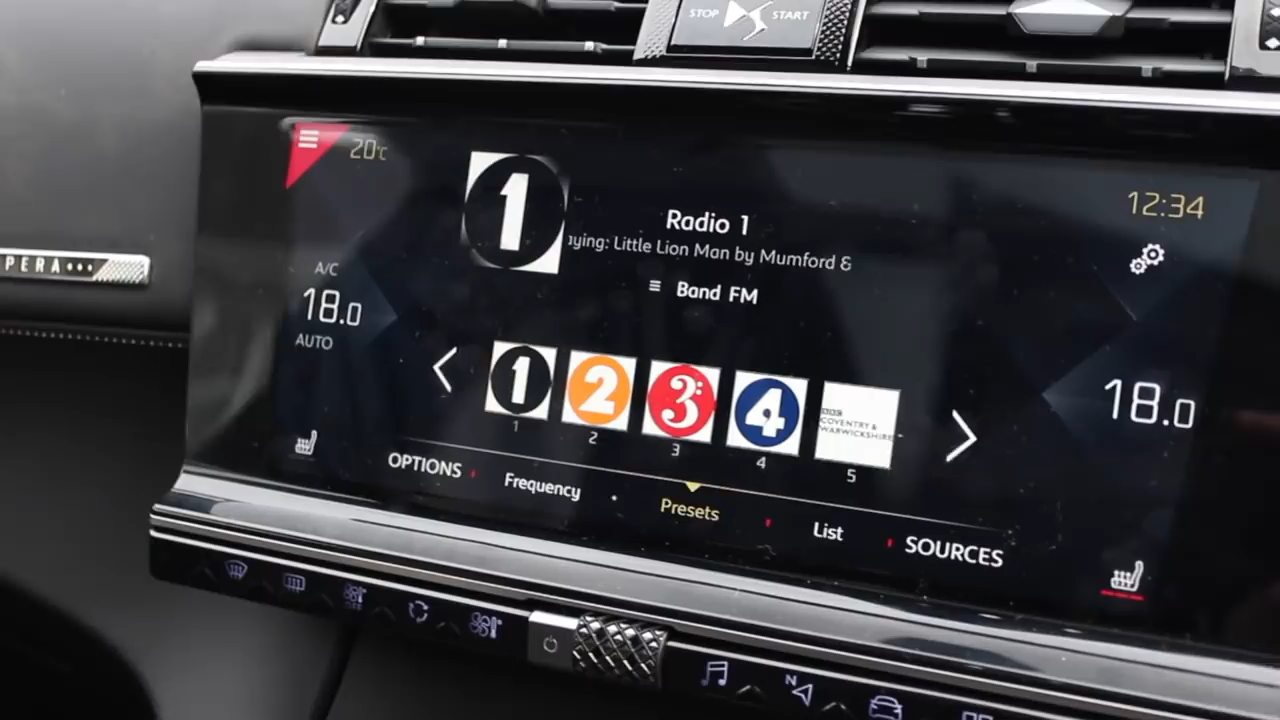 STOP START
20°C
12:34
1
Radio 1
aying: Little Lion Man by Mumford &
Band FM
PERA
A/C
18.0
AUTO
18.0
1 2 3 4 BBC
COVENTRY &
WARWICKSHIRE
1 2 3 4 5
OPTIONS Frequency Presets List SOURCES
N